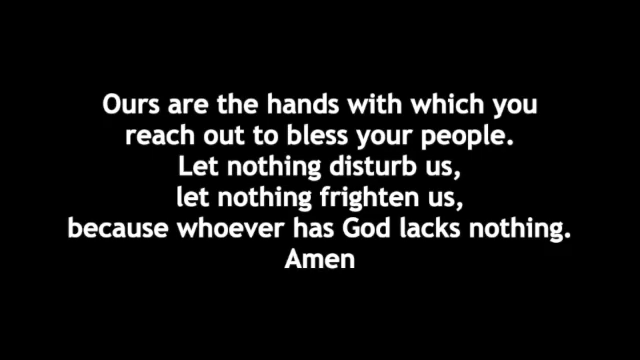 Ours are the hands with which you
reach out to bless your people.
Let nothing disturb us,
let nothing frighten us,
because whoever has God lacks nothing.
Amen